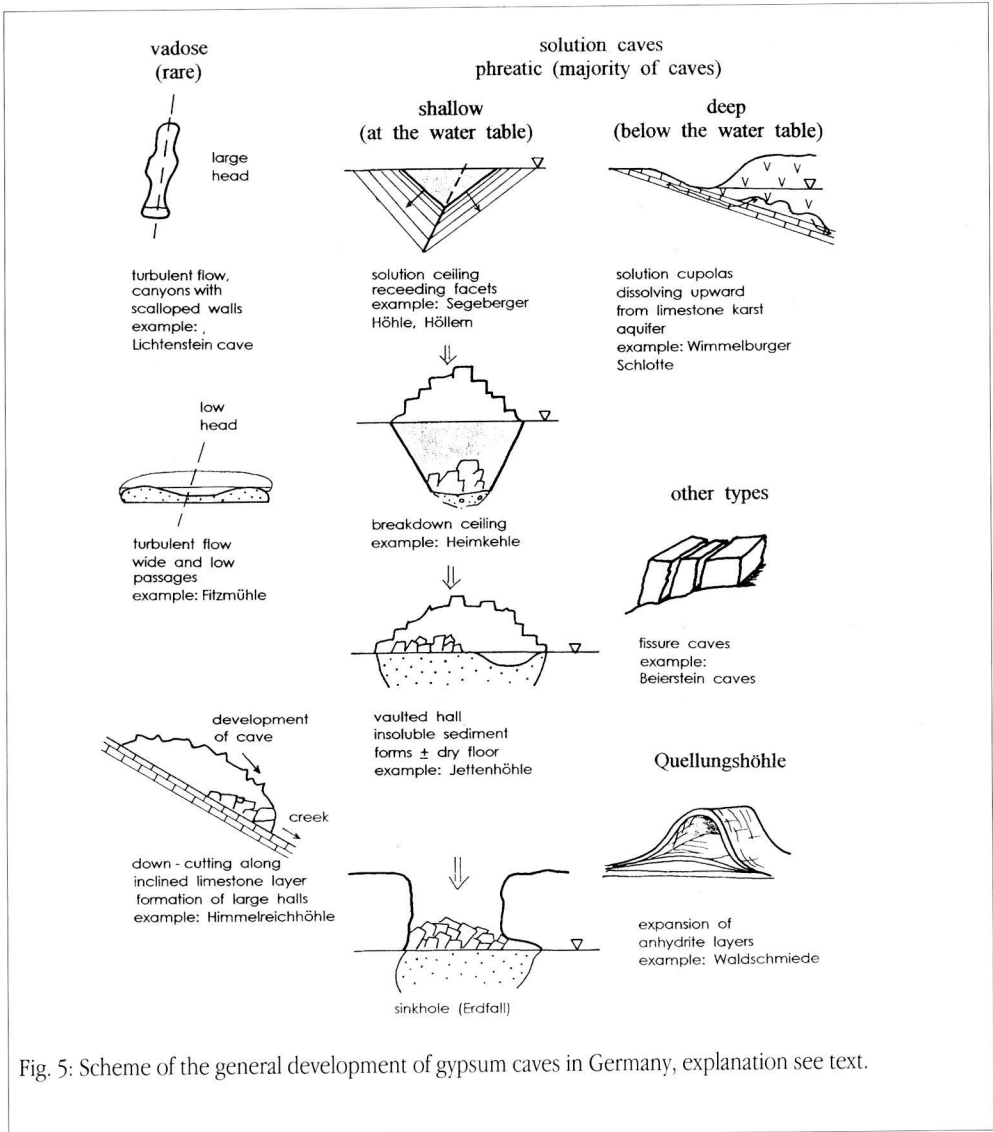 vadose
(rare)
large
head
turbulent flow,
canyons with
scalloped walls
example: ,
Lichtenstein cave
low
head
turbulent flow
wide and low
passages
example: Fitzmühle
development
of cave
creek
down - cutting along
inclined limestone layer
formation of large halls
example: Himmelreichhöhle
solution caves
phreatic (majority of caves)
shallow
(at the water table)
solution ceiling
receeding facets
example: Segeberger
Höhle, Höllern
breakdown ceiling
example: Heimkehle
vaulted hall
insoluble sediment
forms ± dry floor
example: Jettenhöhle
sinkhole (Erdfall)
deep
(below the water table)
V V
V V V
V V
V
solution cupolas
dissolving upward
from limestone karst
aquifer
example: Wimmelburger
Schlotte
other types
fissure caves
example:
Beierstein caves
Quellungshöhle
expansion of
anhydrite layers
example: Waldschmiede
Fig. 5: Scheme of the general development of gypsum caves in Germany, explanation see text.